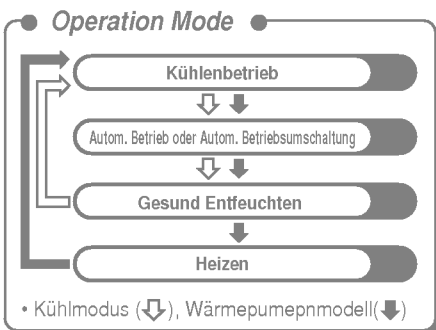 Operation Mode
Kühlenbetrieb
Autom. Betrieb oder Autom. Betriebsumschaltung
Gesund Entfeuchten
Heizen
• Kühlmodus (⇩), Wärmepumepnmodell(⬇)